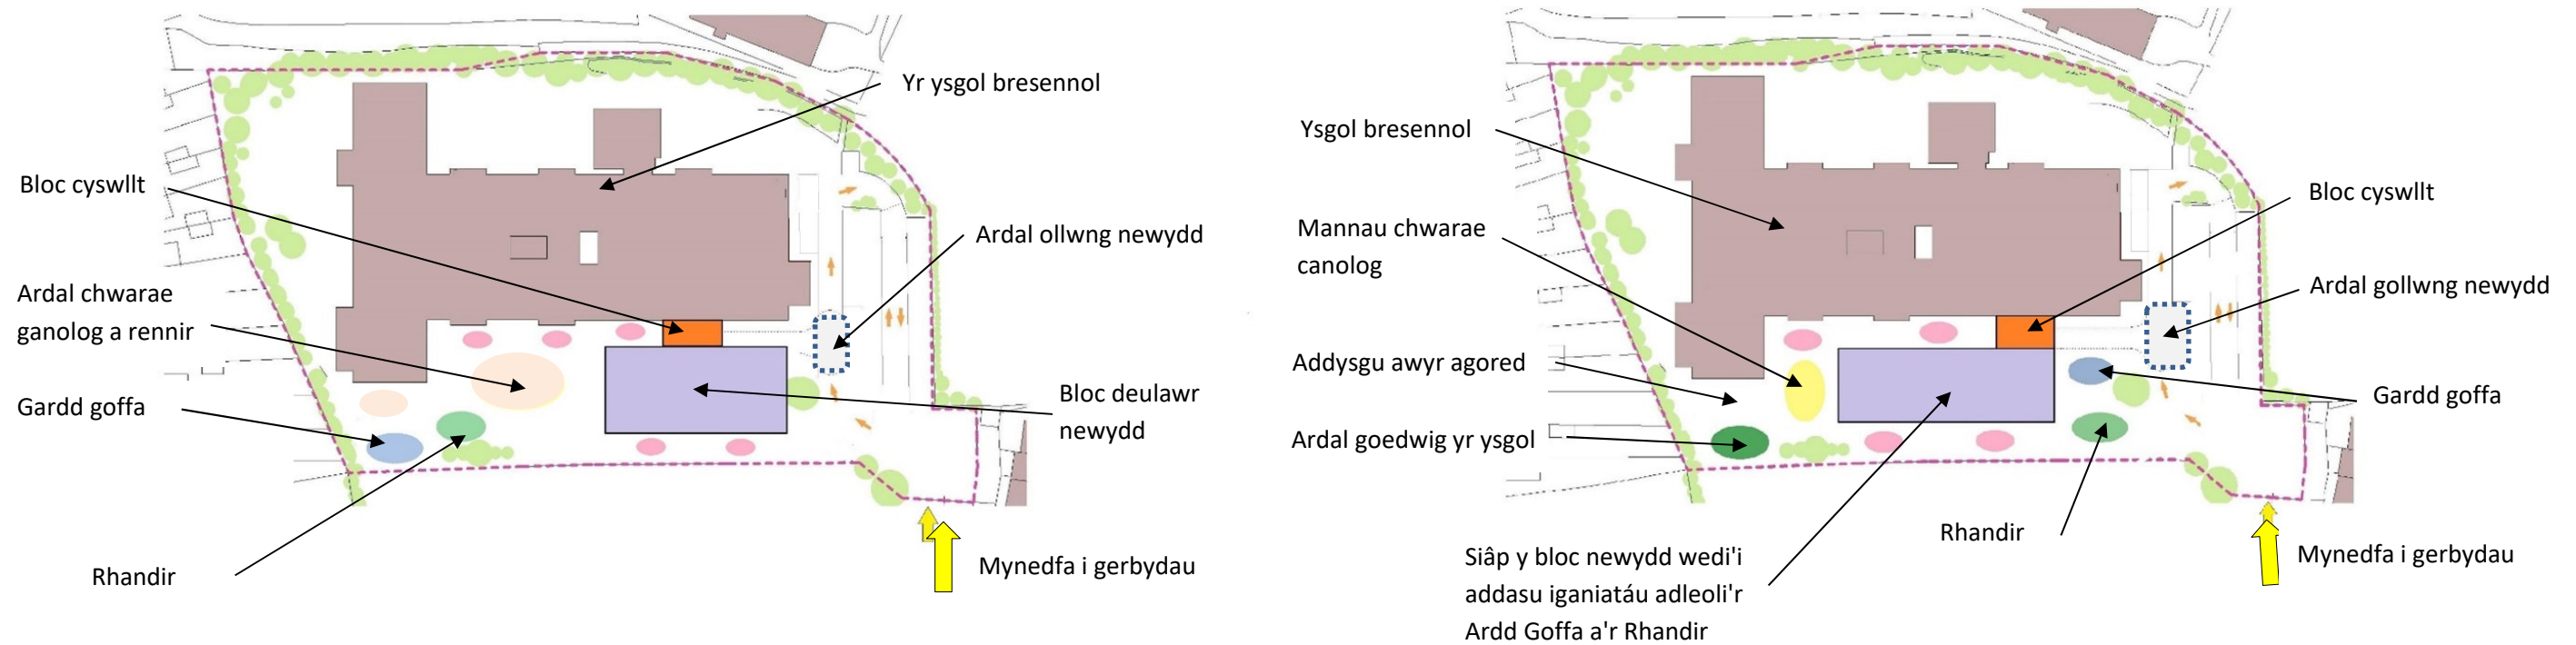 Yr ysgol bresennol
Bloc cyswllt
Ardal ollwng newydd
Ardal chwarae
ganolog a rennir
Bloc deulawr
newydd
Gardd goffa
Rhandir
Mynedfa i gerbydau
Ysgol bresennol
Bloc cyswllt
Mannau chwarae
canolog
Ardal gollwng newydd
Addysgu awyr agored
Gardd goffa
Ardal goedwig yr ysgol
Rhandir
Siâp y bloc newydd wedi'i
addasu iganiatáu adleoli'r
Ardd Goffa a'r Rhandir
Mynedfa i gerbydau